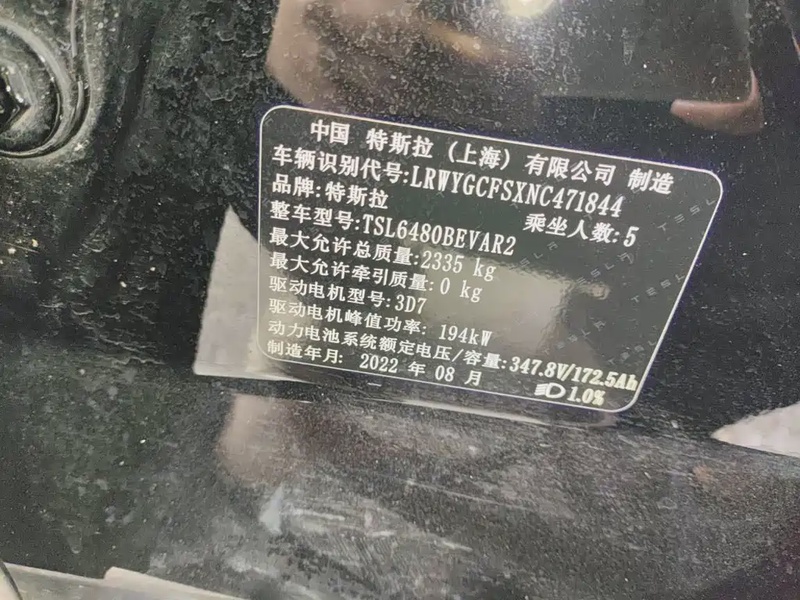 中国 特斯拉（上海）有限公司 制造
车辆识别代号:LRWYGCFSXNC471844
品牌:特斯拉 乘坐人数:5
整车型号:TSL6480BEVAR2
最大允许总质量:2335 kg
最大允许牵引质量:0 kg
驱动电机型号:3D7
驱动电机峰值功率: 194kW
动力电池系统额定电压/容量:347.8V/172.5Ah
制造年月: 2022 年 08 月 1.0%
TESLA TESLA TESLA